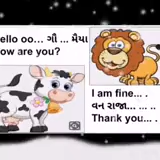 ello oo... ગૌ ... મૈયા
ow are you?
I am fine... .
વન રાજા... ... ..
Thank you... .